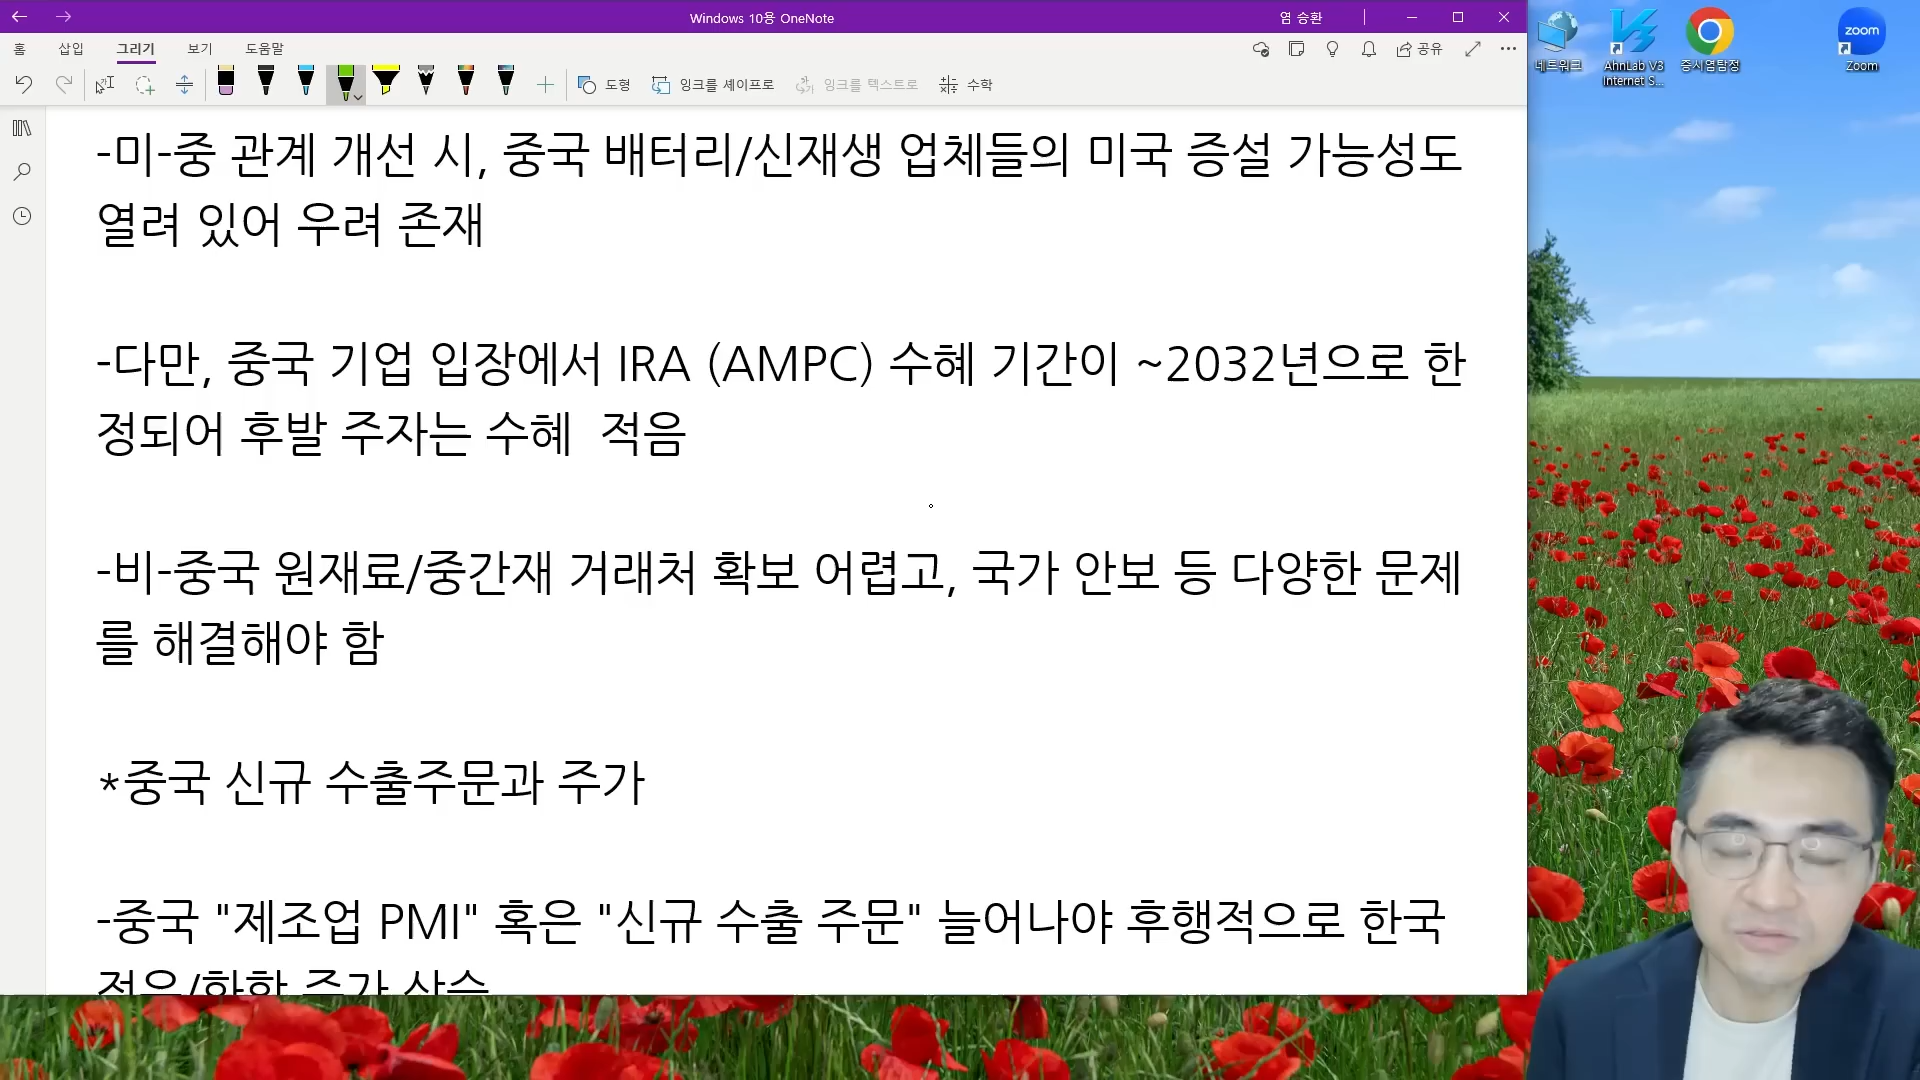 Windows 10용 OneNote
염 승환
홈 삽입 그리기 보기 도움말
공유
도형 잉크를 셰이프로 잉크를 텍스트로 수학
네트워크
AhnLab V3
Internet S...
증시염탐정
zoom
Zoom
-미-중 관계 개선 시, 중국 배터리/신재생 업체들의 미국 증설 가능성도
열려 있어 우려 존재
-다만, 중국 기업 입장에서 IRA (AMPC) 수혜 기간이 ~2032년으로 한
정되어 후발 주자는 수혜  적음
-비-중국 원재료/중간재 거래처 확보 어렵고, 국가 안보 등 다양한 문제
를 해결해야 함
*중국 신규 수출주문과 주가
-중국 "제조업 PMI" 혹은 "신규 수출 주문" 늘어나야 후행적으로 한국
정유/화학 주가 상승